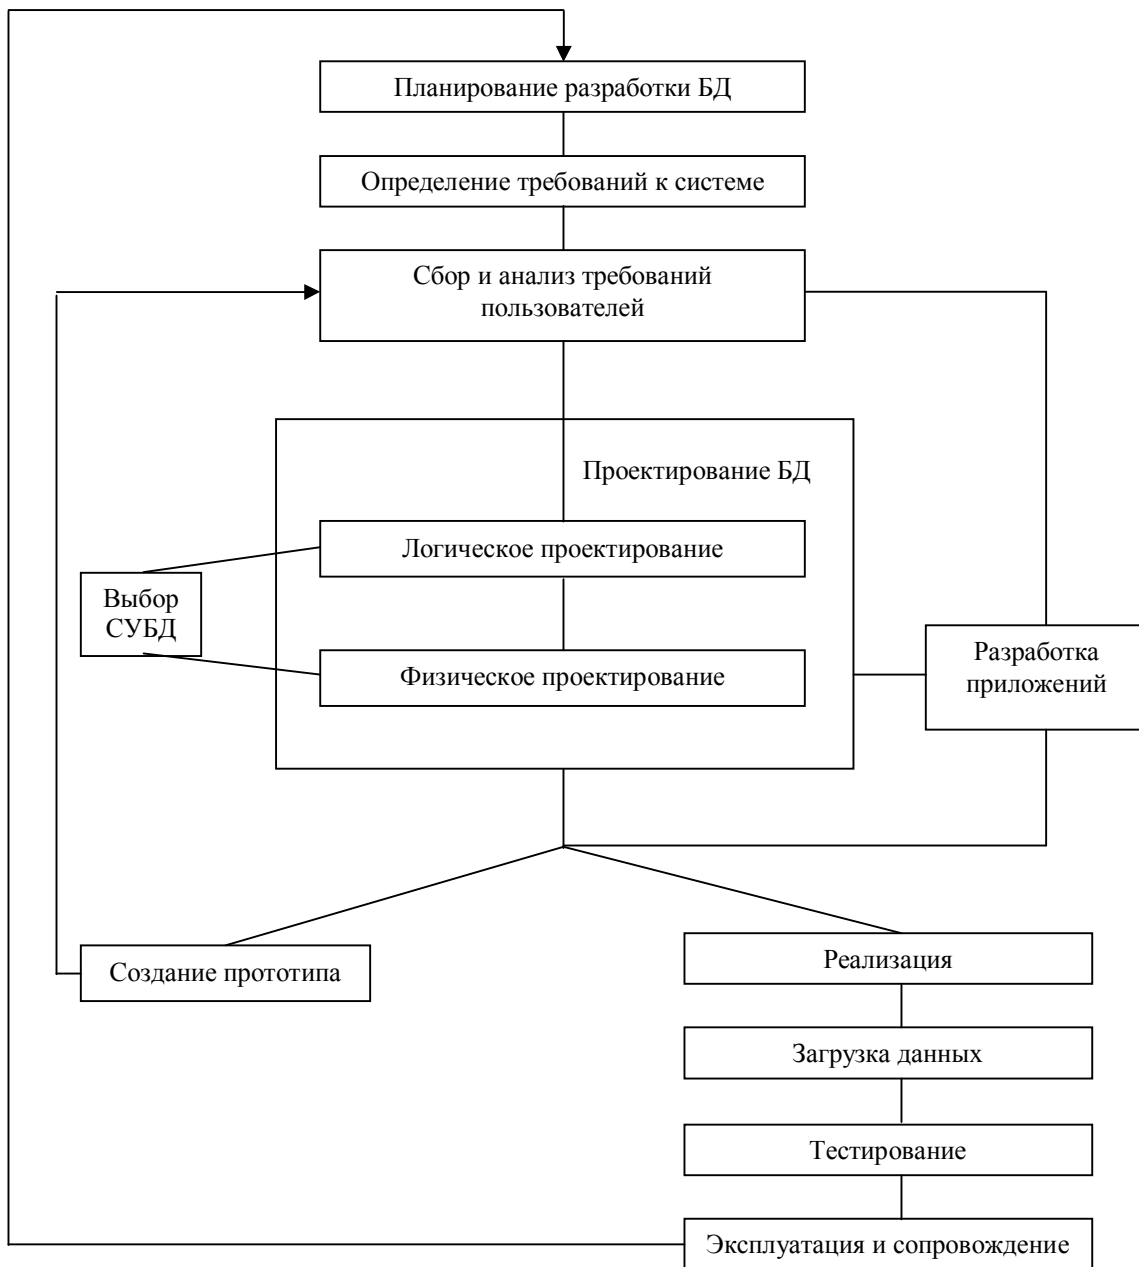 Планирование разработки БД
Определение требований к системе
Сбор и анализ требований
пользователей
Проектирование БД
Логическое проектирование
Выбор
СУБД
Физическое проектирование
Разработка
приложений
Создание прототипа
Реализация
Загрузка данных
Тестирование
Эксплуатация и сопровождение